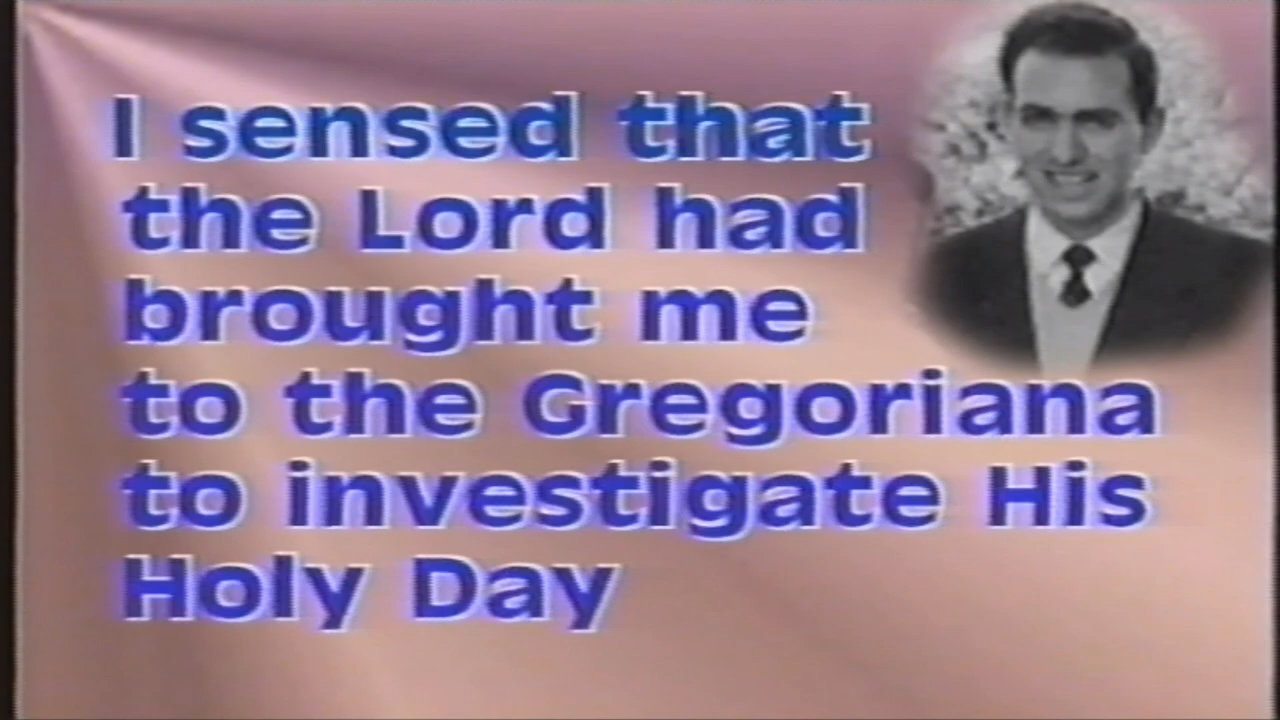 I sensed that
the Lord had
brought me
to the Gregoriana
to investigate His
Holy Day